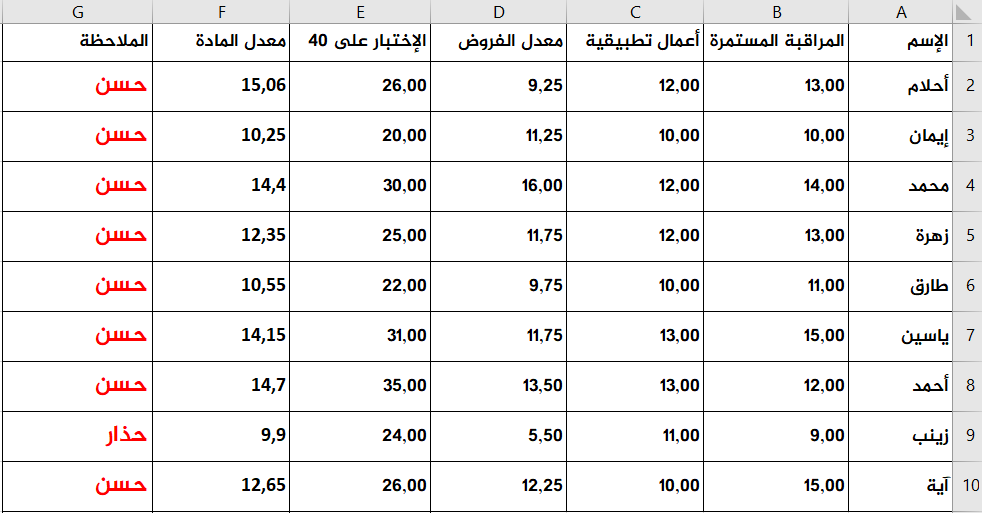 A B C D E F G
1 الإسم المراقبة المستمرة أعمال تطبيقية معدل الفروض الإختبار على 40 معدل المادة الملاحظة
2 أحلام 13,00 12,00 9,25 26,00 15,06 حسن
3 إيمان 10,00 10,00 11,25 20,00 10,25 حسن
4 محمد 14,00 12,00 16,00 30,00 14,4 حسن
5 زهرة 13,00 12,00 11,75 25,00 12,35 حسن
6 طارق 11,00 10,00 9,75 22,00 10,55 حسن
7 ياسين 15,00 13,00 11,75 31,00 14,15 حسن
8 أحمد 12,00 13,00 13,50 35,00 14,7 حسن
9 زينب 9,00 11,00 5,50 24,00 9,9 حذار
10 آية 15,00 10,00 12,25 26,00 12,65 حسن